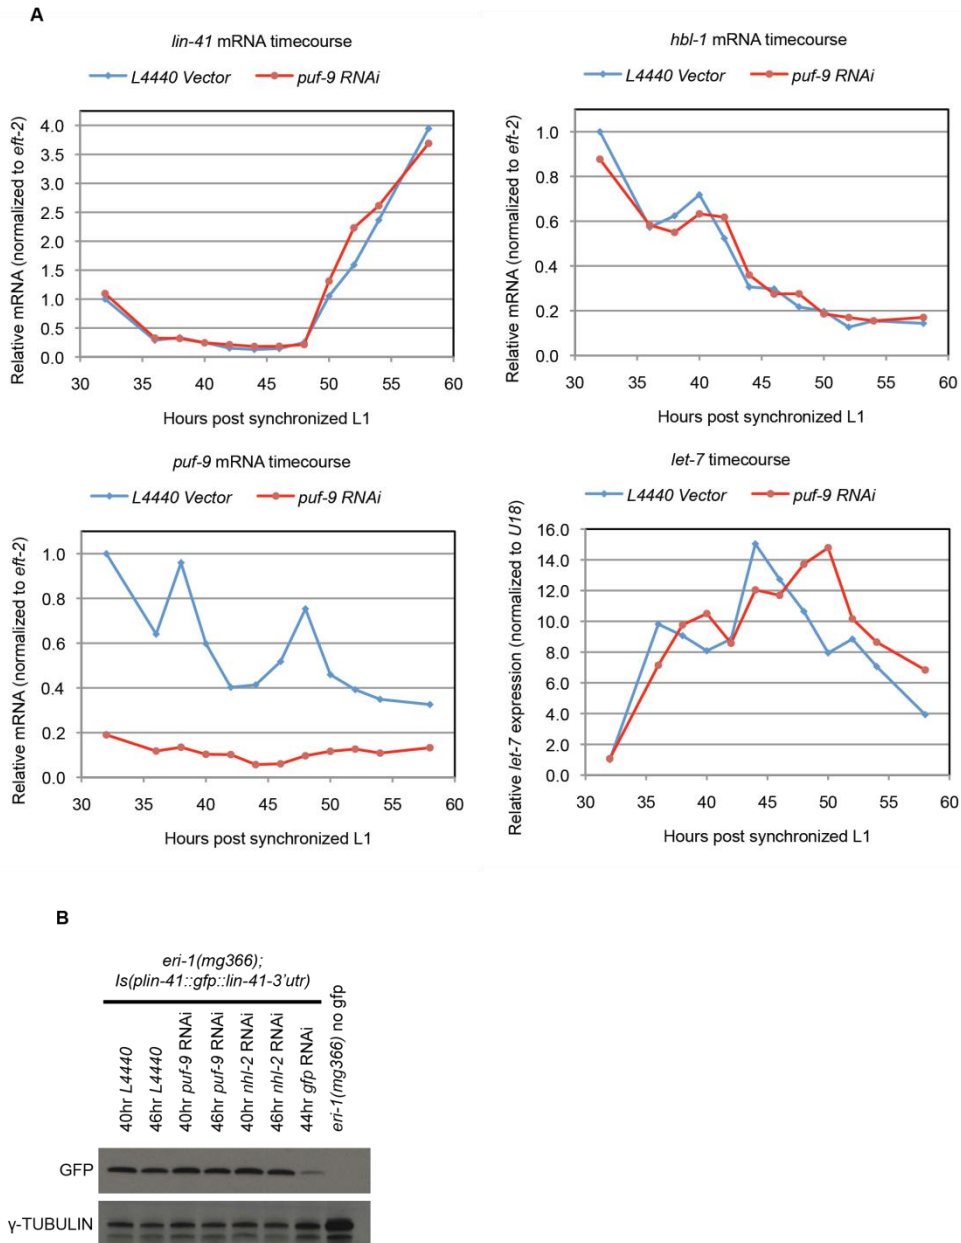 A
lin-41 mRNA timecourse
L4440 Vector puf-9 RNAi
Relative mRNA (normalized to eft-2)
4.0
3.5
3.0
2.5
2.0
1.5
1.0
0.5
0.0
30 35 40 45 50 55 60
Hours post synchronized L1
hbl-1 mRNA timecourse
L4440 Vector puf-9 RNAi
Relative mRNA (normalized to eft-2)
1.0
0.8
0.6
0.4
0.2
0.0
30 35 40 45 50 55 60
Hours post synchronized L1
puf-9 mRNA timecourse
L4440 Vector puf-9 RNAi
Relative mRNA (normalized to eft-2)
1.0
0.8
0.6
0.4
0.2
0.0
30 35 40 45 50 55 60
Hours post synchronized L1
let-7 timecourse
L4440 Vector puf-9 RNAi
Relative let-7 expression (normalized to U18)
16.0
14.0
12.0
10.0
8.0
6.0
4.0
2.0
0.0
30 35 40 45 50 55 60
Hours post synchronized L1
B
eri-1(mg366);
Is(plin-41::gfp::lin-41-3'utr)
40hr L4440
46hr L4440
40hr puf-9 RNAi
46hr puf-9 RNAi
40hr nhl-2 RNAi
46hr nhl-2 RNAi
44hr gfp RNAi
eri-1(mg366) no gfp
GFP
γ-TUBULIN